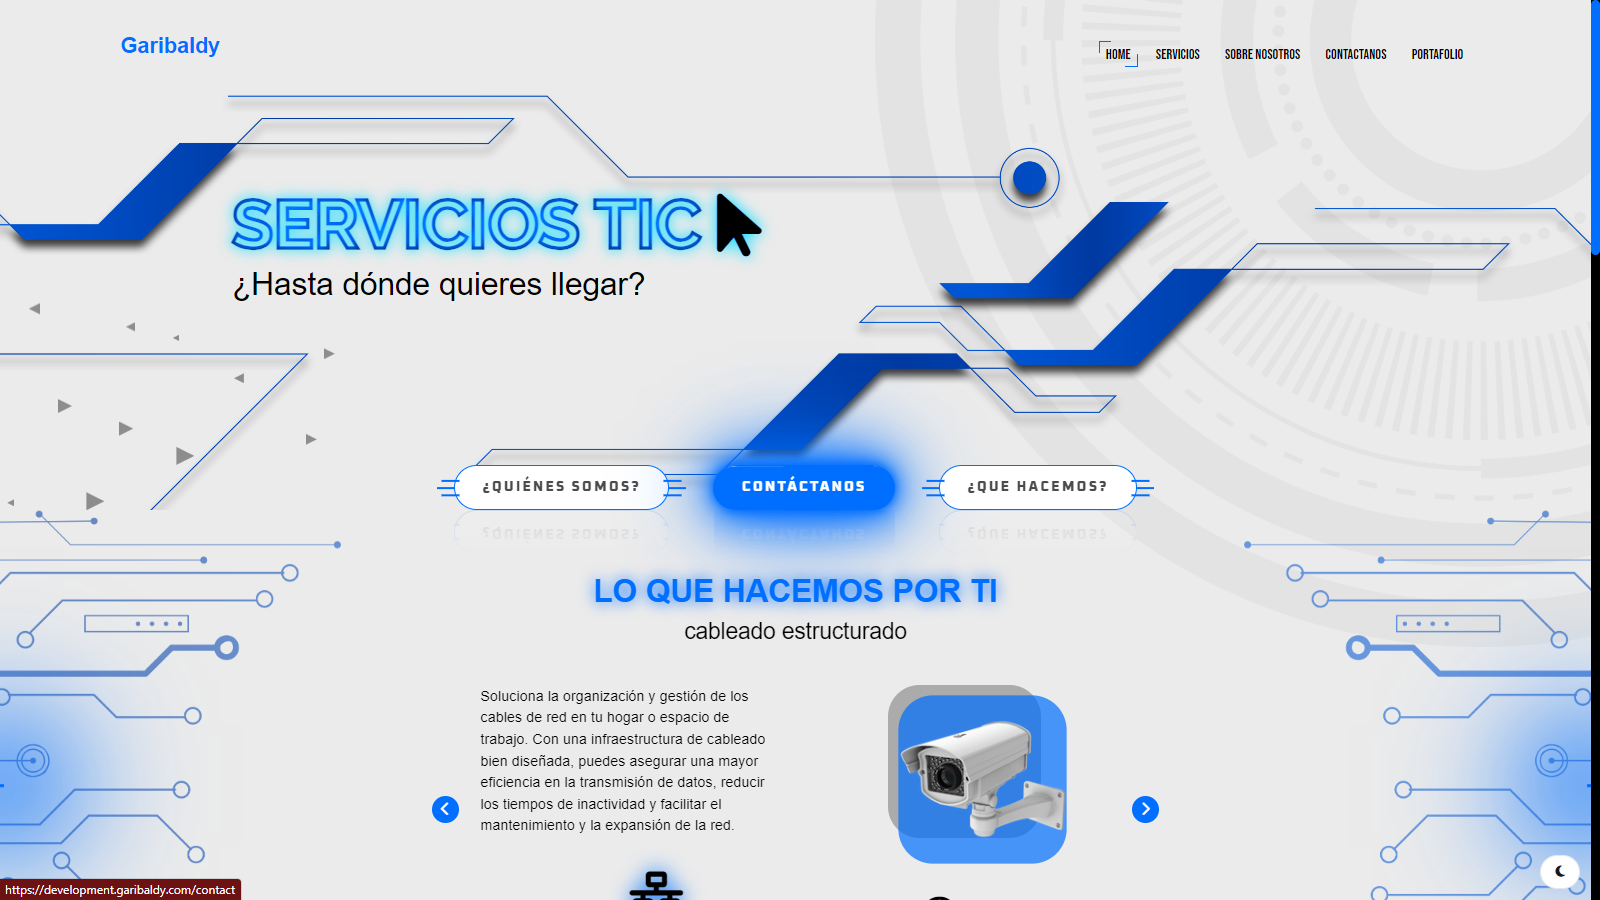 Garibaldy
HOME SERVICIOS SOBRE NOSOTROS CONTACTANOS PORTAFOLIO
SERVICIOS TIC
¿Hasta dónde quieres llegar?
¿QUIÉNES SOMOS? CONTÁCTANOS ¿QUE HACEMOS?
LO QUE HACEMOS POR TI
cableado estructurado
Soluciona la organización y gestión de los
cables de red en tu hogar o espacio de
trabajo. Con una infraestructura de cableado
bien diseñada, puedes asegurar una mayor
eficiencia en la transmisión de datos, reducir
los tiempos de inactividad y facilitar el
mantenimiento y la expansión de la red.
https://development.garibaldy.com/contact